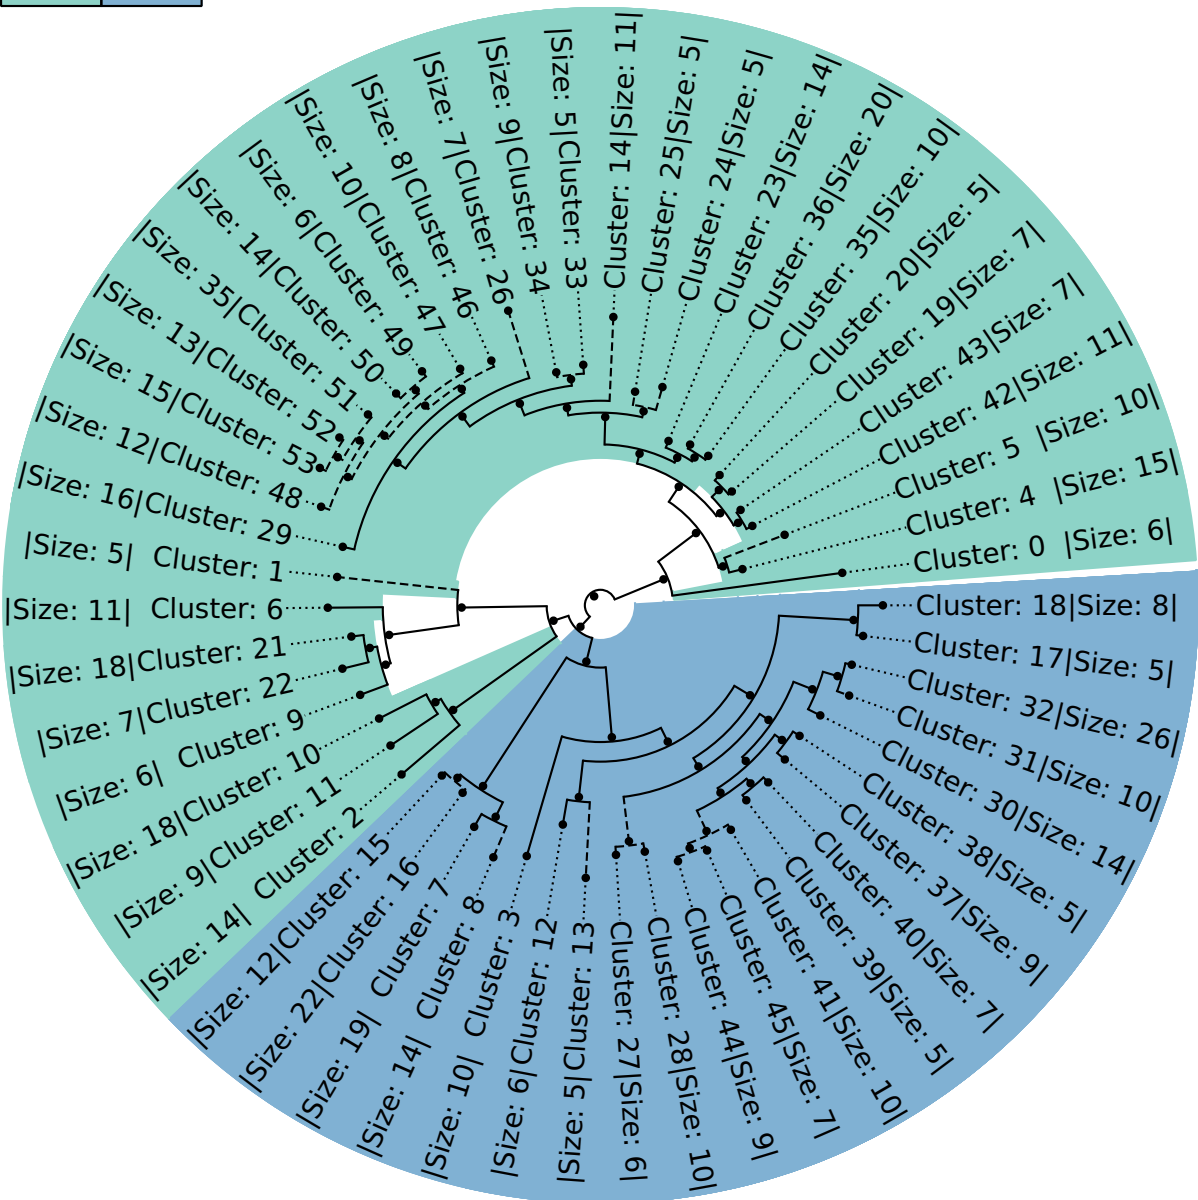 Cluster: 14|Size: 11|
Cluster: 25|Size: 5|
Cluster: 24|Size: 5|
Cluster: 23|Size: 14|
Cluster: 36|Size: 20|
Cluster: 35|Size: 10|
Cluster: 20|Size: 5|
Cluster: 19|Size: 7|
Cluster: 43|Size: 7|
Cluster: 42|Size: 11|
Cluster: 5 |Size: 10|
Cluster: 4 |Size: 15|
Cluster: 0 |Size: 6|
Cluster: 18|Size: 8|
Cluster: 17|Size: 5|
Cluster: 32|Size: 26|
Cluster: 31|Size: 10|
Cluster: 30|Size: 14|
Cluster: 38|Size: 5|
Cluster: 37|Size: 9|
Cluster: 40|Size: 7|
Cluster: 39|Size: 5|
Cluster: 41|Size: 10|
Cluster: 45|Size: 7|
Cluster: 44|Size: 9|
Cluster: 28|Size: 10|
Cluster: 27|Size: 6|
|Size: 5|Cluster: 13
|Size: 6|Cluster: 12
|Size: 10| Cluster: 3
|Size: 14| Cluster: 8
|Size: 19| Cluster: 7
|Size: 22|Cluster: 16
|Size: 12|Cluster: 15
|Size: 14| Cluster: 2
|Size: 9|Cluster: 11
|Size: 18|Cluster: 10
|Size: 6| Cluster: 9
|Size: 7|Cluster: 22
|Size: 18|Cluster: 21
|Size: 11| Cluster: 6
|Size: 5| Cluster: 1
|Size: 16|Cluster: 29
|Size: 12|Cluster: 48
|Size: 15|Cluster: 53
|Size: 13|Cluster: 52
|Size: 35|Cluster: 51
|Size: 14|Cluster: 50
|Size: 6|Cluster: 49
|Size: 10|Cluster: 47
|Size: 8|Cluster: 46
|Size: 7|Cluster: 26
|Size: 9|Cluster: 34
|Size: 5|Cluster: 33